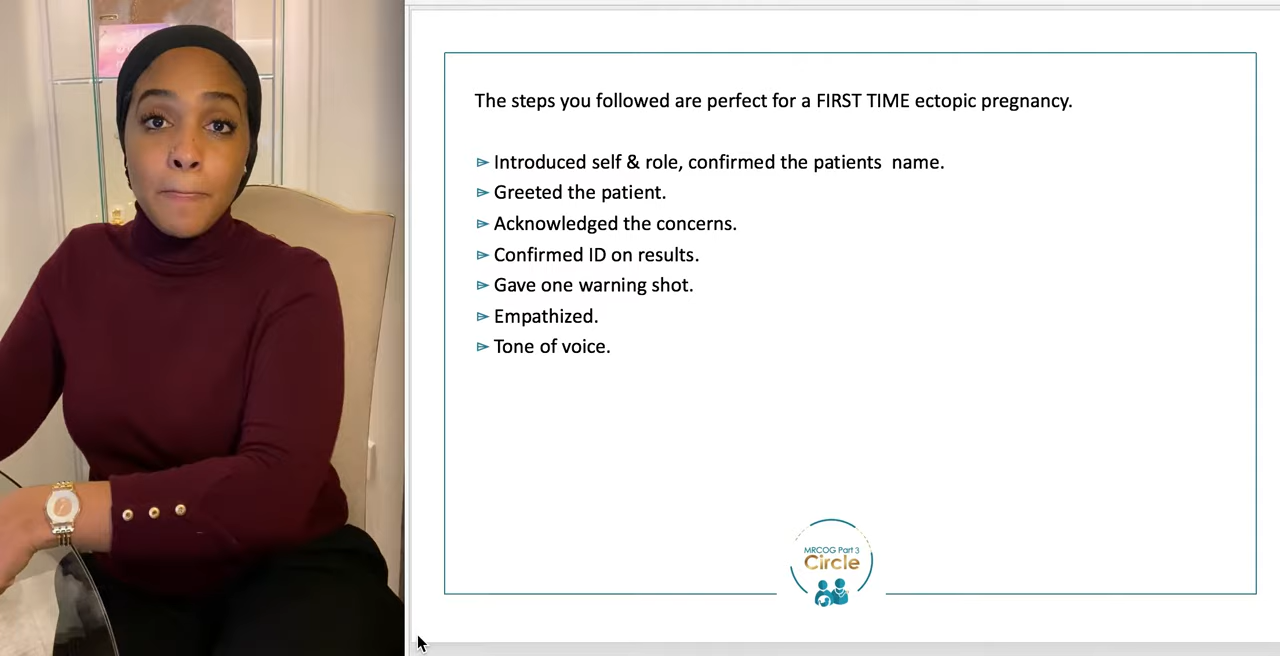 The steps you followed are perfect for a FIRST TIME ectopic pregnancy.
Introduced self & role, confirmed the patients  name.
Greeted the patient.
Acknowledged the concerns.
Confirmed ID on results.
Gave one warning shot.
Empathized.
Tone of voice.
MRCOG Part 3
Circle